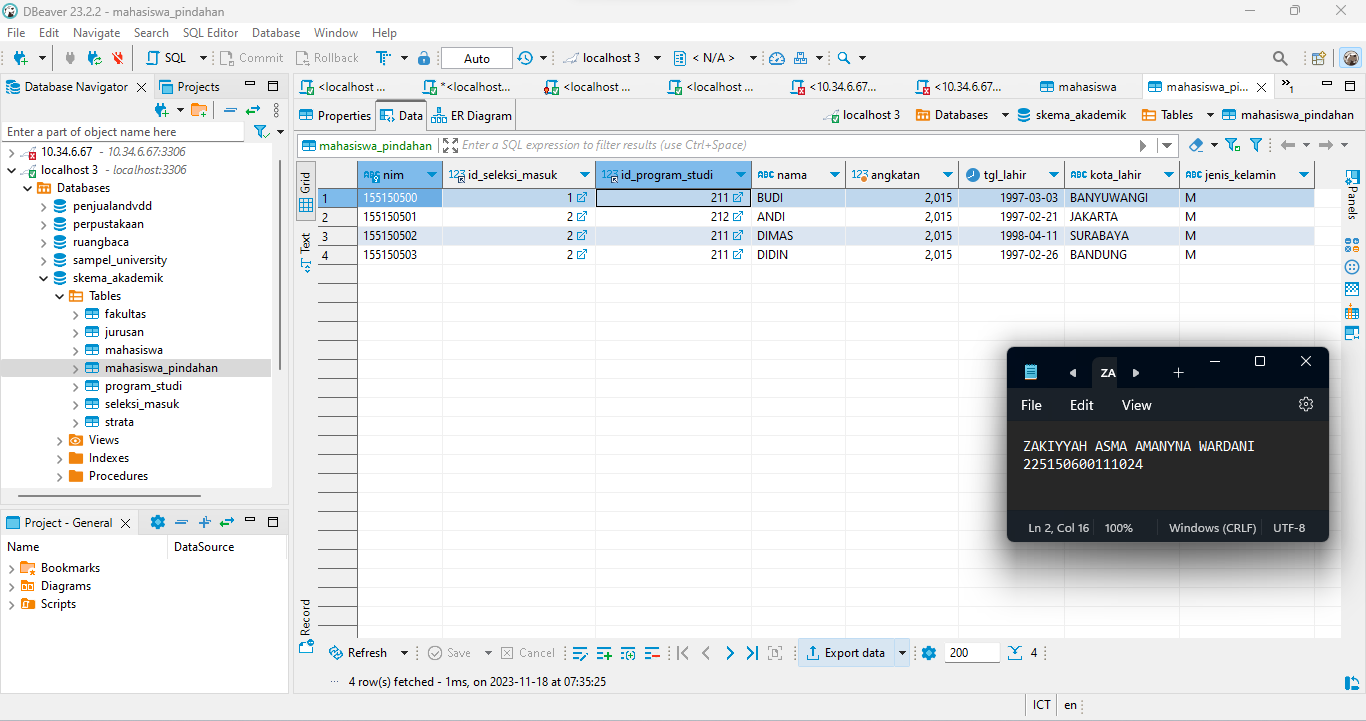 DBeaver 23.2.2 - mahasiswa_pindahan
File Edit Navigate Search SQL Editor Database Window Help
SQL Commit Rollback Auto localhost 3 < N/A >
Database Navigator Projects
<localhost ... *<localhost... <localhost ... <localhost ... <10.34.6.67... <10.34.6.67... mahasiswa mahasiswa_pi... »1
Properties Data ER Diagram localhost 3 Databases skema_akademik Tables mahasiswa_pindahan
Enter a part of object name here
mahasiswa_pindahan Enter a SQL expression to filter results (use Ctrl+Space)
10.34.6.67 - 10.34.6.67:3306
localhost 3 - localhost:3306
Databases
penjualandvdd
perpustakaan
ruangbaca
sampel_university
skema_akademik
Tables
fakultas
jurusan
mahasiswa
mahasiswa_pindahan
program_studi
seleksi_masuk
strata
Views
Indexes
Procedures
Grid
Text
Record
Panels
ABC nim 123 id_seleksi_masuk 123 id_program_studi ABC nama 123 angkatan tgl_lahir ABC kota_lahir ABC jenis_kelamin
1 155150500 1 211 BUDI 2,015 1997-03-03 BANYUWANGI M
2 155150501 2 212 ANDI 2,015 1997-02-21 JAKARTA M
3 155150502 2 211 DIMAS 2,015 1998-04-11 SURABAYA M
4 155150503 2 211 DIDIN 2,015 1997-02-26 BANDUNG M
ZA
File Edit View
ZAKIYYAH ASMA AMANYNA WARDANI
225150600111024
Ln 2, Col 16 100% Windows (CRLF) UTF-8
Project - General
Name DataSource
Bookmarks
Diagrams
Scripts
Refresh Save Cancel Export data 200 4
... 4 row(s) fetched - 1ms, on 2023-11-18 at 07:35:25
ICT en